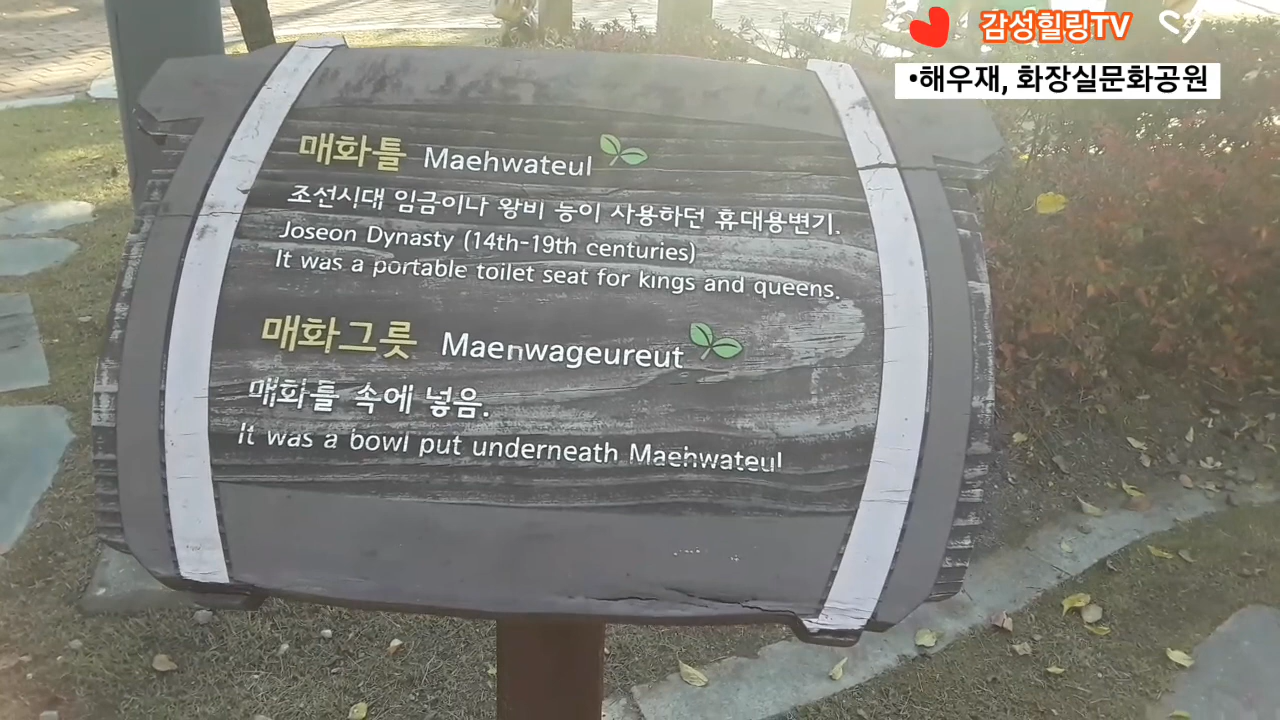 감성힐링TV
•해우재, 화장실문화공원
매화틀 Maehwateul
조선시대 임금이나 왕비 등이 사용하던 휴대용변기.
Joseon Dynasty (14th-19th centuries)
It was a portable toilet seat for kings and queens.
매화그릇 Maehwageureut
매화틀 속에 넣음.
It was a bowl put underneath Maehwateul